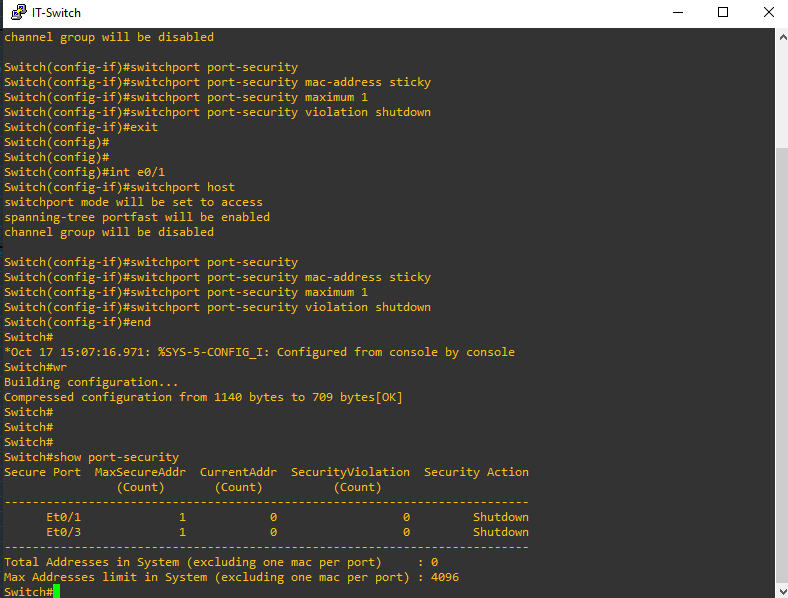 IT-Switch
channel group will be disabled
Switch(config-if)#switchport port-security
Switch(config-if)#switchport port-security mac-address sticky
Switch(config-if)#switchport port-security maximum 1
Switch(config-if)#switchport port-security violation shutdown
Switch(config-if)#exit
Switch(config)#
Switch(config)#
Switch(config)#int e0/1
Switch(config-if)#switchport host
switchport mode will be set to access
spanning-tree portfast will be enabled
channel group will be disabled
Switch(config-if)#switchport port-security
Switch(config-if)#switchport port-security mac-address sticky
Switch(config-if)#switchport port-security maximum 1
Switch(config-if)#switchport port-security violation shutdown
Switch(config-if)#end
Switch#
*Oct 17 15:07:16.971: %SYS-5-CONFIG_I: Configured from console by console
Switch#wr
Building configuration...
Compressed configuration from 1140 bytes to 709 bytes[OK]
Switch#
Switch#
Switch#
Switch#show port-security
Secure Port  MaxSecureAddr  CurrentAddr  SecurityViolation  Security Action
                (Count)       (Count)          (Count)
---------------------------------------------------------------------------
      Et0/1              1            0                  0         Shutdown
      Et0/3              1            0                  0         Shutdown
---------------------------------------------------------------------------
Total Addresses in System (excluding one mac per port)     : 0
Max Addresses limit in System (excluding one mac per port) : 4096
Switch#